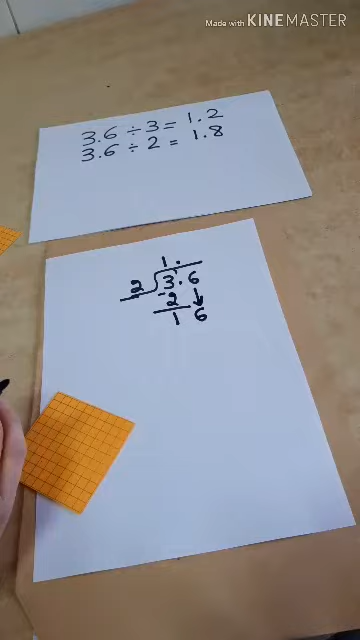 Made with KINEMASTER
3.6 ÷ 3 = 1.2
3.6 ÷ 2 = 1.8
1.
2 3.6
- 2
1 6